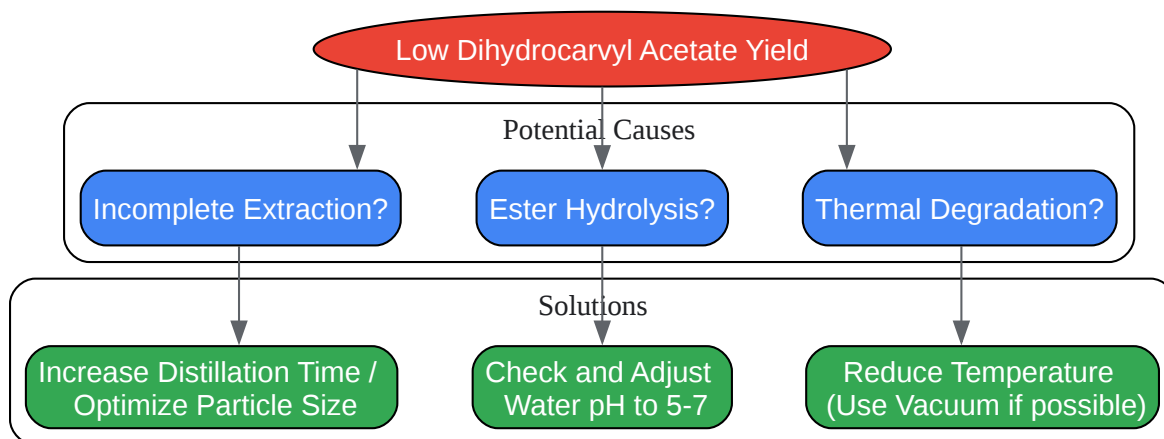 Low Dihydrocarvyl Acetate Yield
Potential Causes
Incomplete Extraction?
Ester Hydrolysis?
Thermal Degradation?
Solutions
Increase Distillation Time /
Optimize Particle Size
Check and Adjust
Water pH to 5-7
Reduce Temperature
(Use Vacuum if possible)